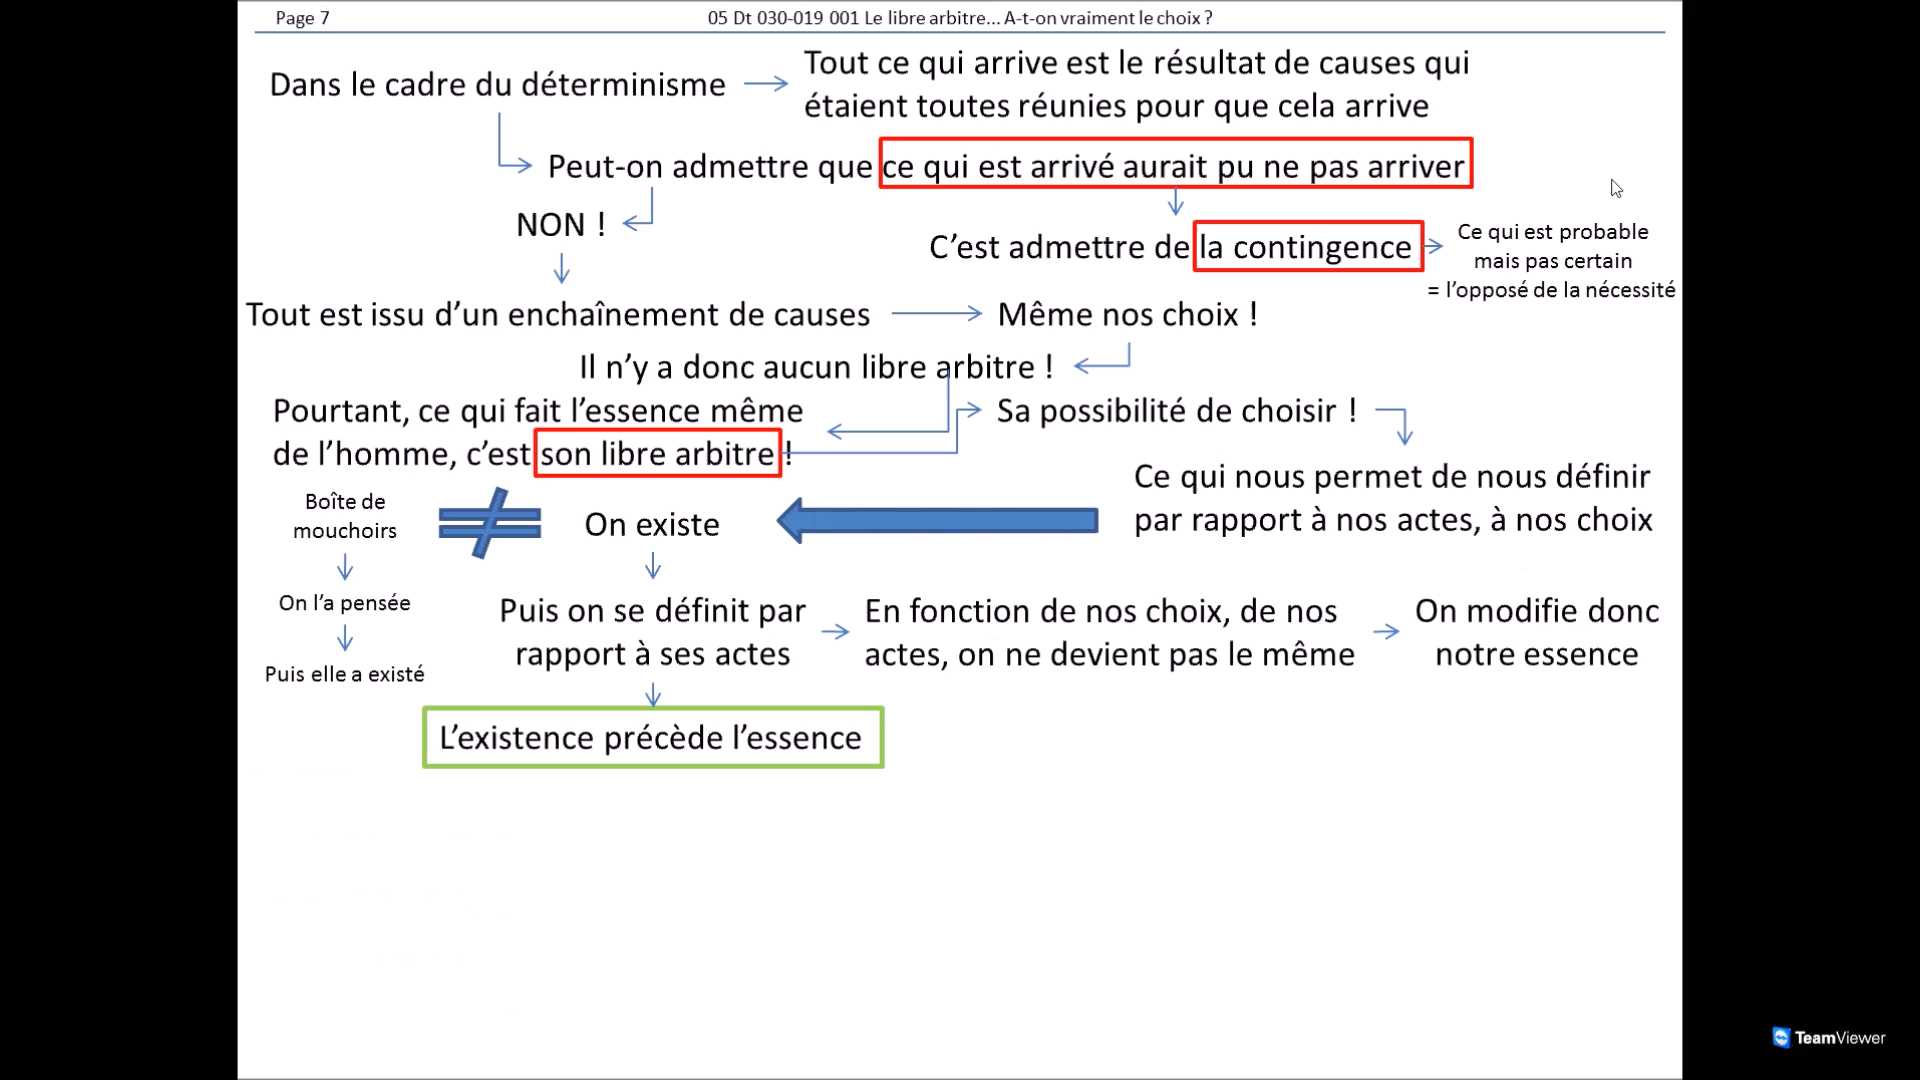 Page 7
05 Dt 030-019 001 Le libre arbitre... A-t-on vraiment le choix ?
Dans le cadre du déterminisme
Tout ce qui arrive est le résultat de causes qui
étaient toutes réunies pour que cela arrive
Peut-on admettre que ce qui est arrivé aurait pu ne pas arriver
NON !
C’est admettre de la contingence
Ce qui est probable
mais pas certain
= l’opposé de la nécessité
Tout est issu d’un enchaînement de causes
Même nos choix !
Il n’y a donc aucun libre arbitre !
Pourtant, ce qui fait l’essence même
de l’homme, c’est son libre arbitre !
Sa possibilité de choisir !
Ce qui nous permet de nous définir
par rapport à nos actes, à nos choix
Boîte de
mouchoirs
On existe
On l’a pensée
Puis elle a existé
Puis on se définit par
rapport à ses actes
En fonction de nos choix, de nos
actes, on ne devient pas le même
On modifie donc
notre essence
L’existence précède l’essence
TeamViewer